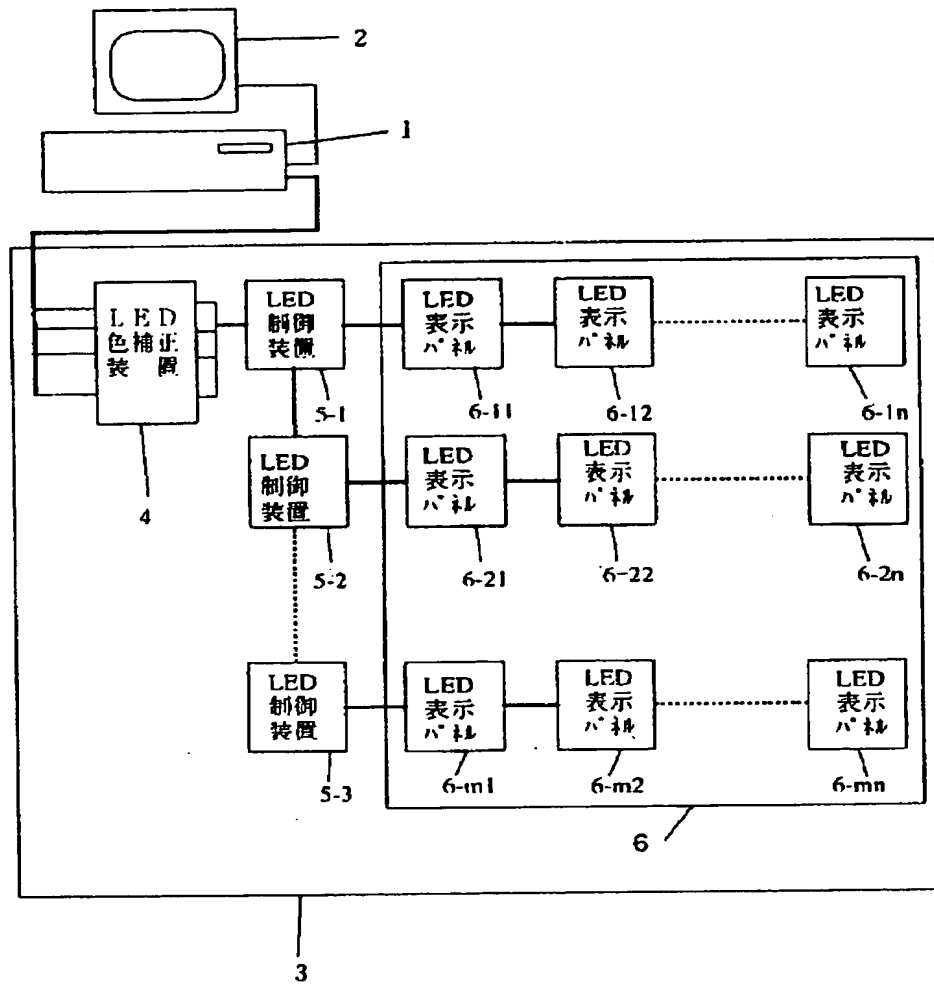 2
1
LED
色補正
装置
4
LED
制御
装置
5-1
LED
表示
パネル
6-11
LED
表示
パネル
6-12
LED
表示
パネル
6-1n
LED
制御
装置
5-2
LED
表示
パネル
6-21
LED
表示
パネル
6-22
LED
表示
パネル
6-2n
LED
制御
装置
5-3
LED
表示
パネル
6-m1
LED
表示
パネル
6-m2
LED
表示
パネル
6-mn
6
3